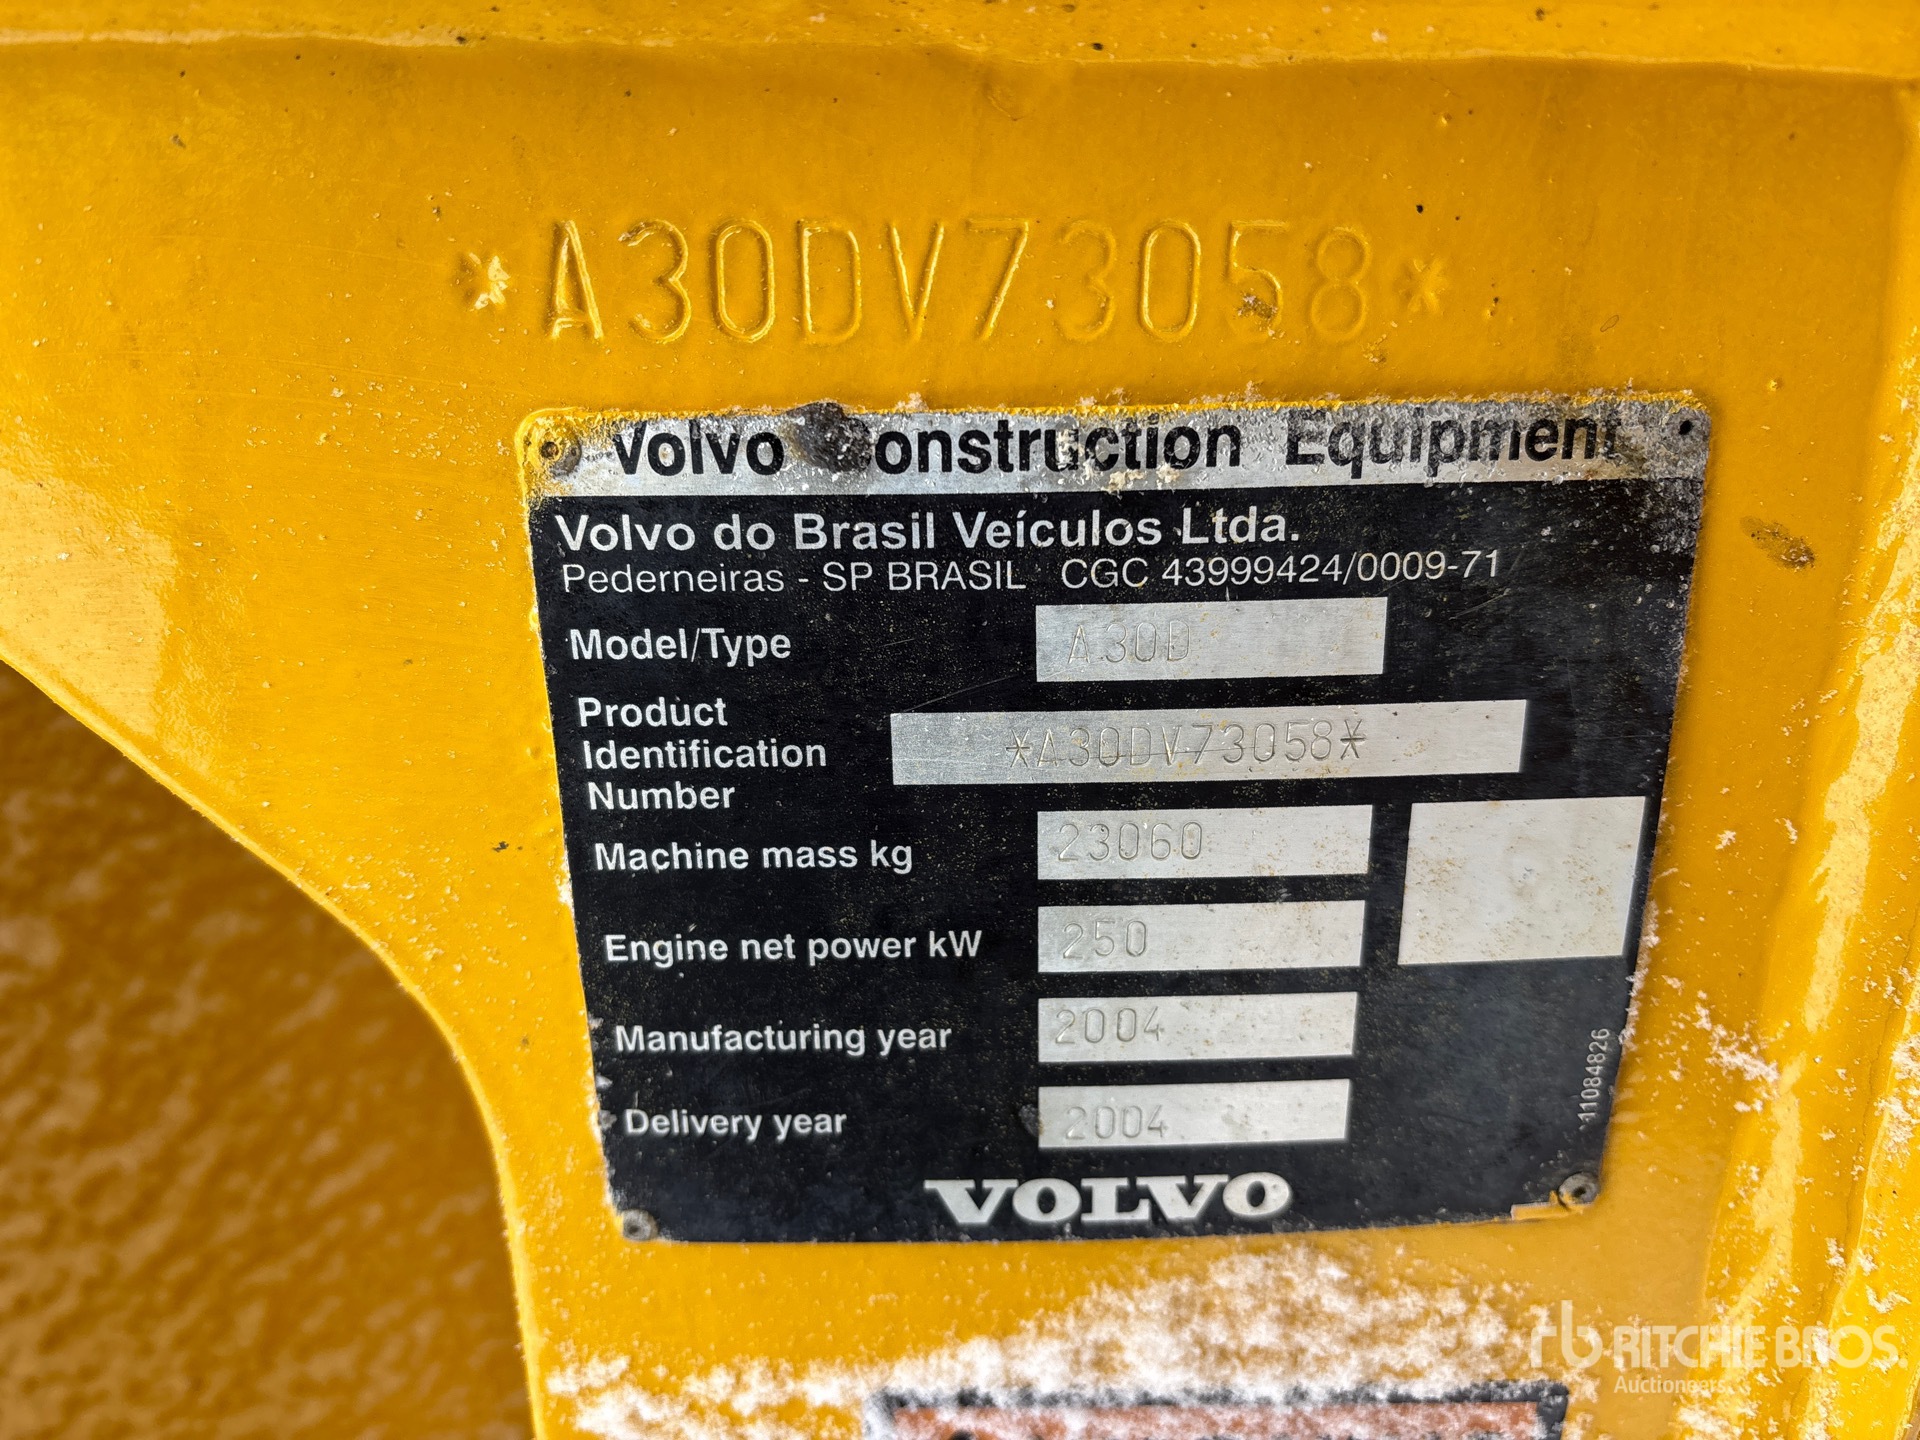 *A30DV73058*
Volvo Construction Equipment
Volvo do Brasil Veículos Ltda.
Pederneiras - SP BRASIL CGC 43999424/0009-71
Model/Type A30D
Product
Identification
Number
*A30DV73058*
Machine mass kg 23060
Engine net power kW 250
Manufacturing year 2004
Delivery year 2004
11084826
VOLVO
rb RITCHIE BROS.
Auctioneers